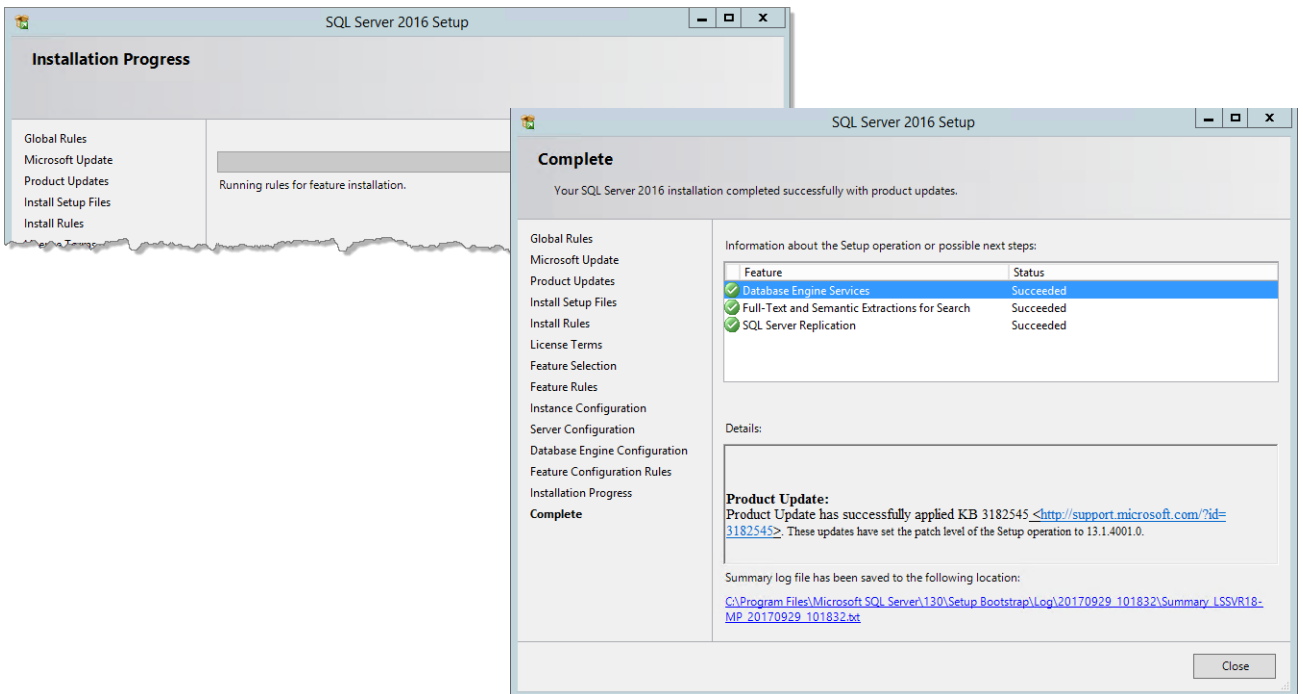 SQL Server 2016 Setup
Installation Progress
Global Rules
Microsoft Update
Product Updates
Install Setup Files
Install Rules
License Terms
Running rules for feature installation.
SQL Server 2016 Setup
Complete
Your SQL Server 2016 installation completed successfully with product updates.
Global Rules
Microsoft Update
Product Updates
Install Setup Files
Install Rules
License Terms
Feature Selection
Feature Rules
Instance Configuration
Server Configuration
Database Engine Configuration
Feature Configuration Rules
Installation Progress
Complete
Information about the Setup operation or possible next steps:
Feature Status
Database Engine Services Succeeded
Full-Text and Semantic Extractions for Search Succeeded
SQL Server Replication Succeeded
Details:
Product Update:
Product Update has successfully applied KB 3182545 <http://support.microsoft.com/?id=
3182545>. These updates have set the patch level of the Setup operation to 13.1.4001.0.
Summary log file has been saved to the following location:
C:\Program Files\Microsoft SQL Server\130\Setup Bootstrap\Log\20170929_101832\Summary_LSSVR18-
MP_20170929_101832.txt
Close